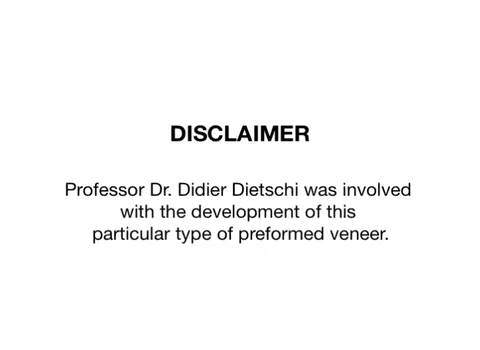 DISCLAIMER
Professor Dr. Didier Dietschi was involved
with the development of this
particular type of preformed veneer.